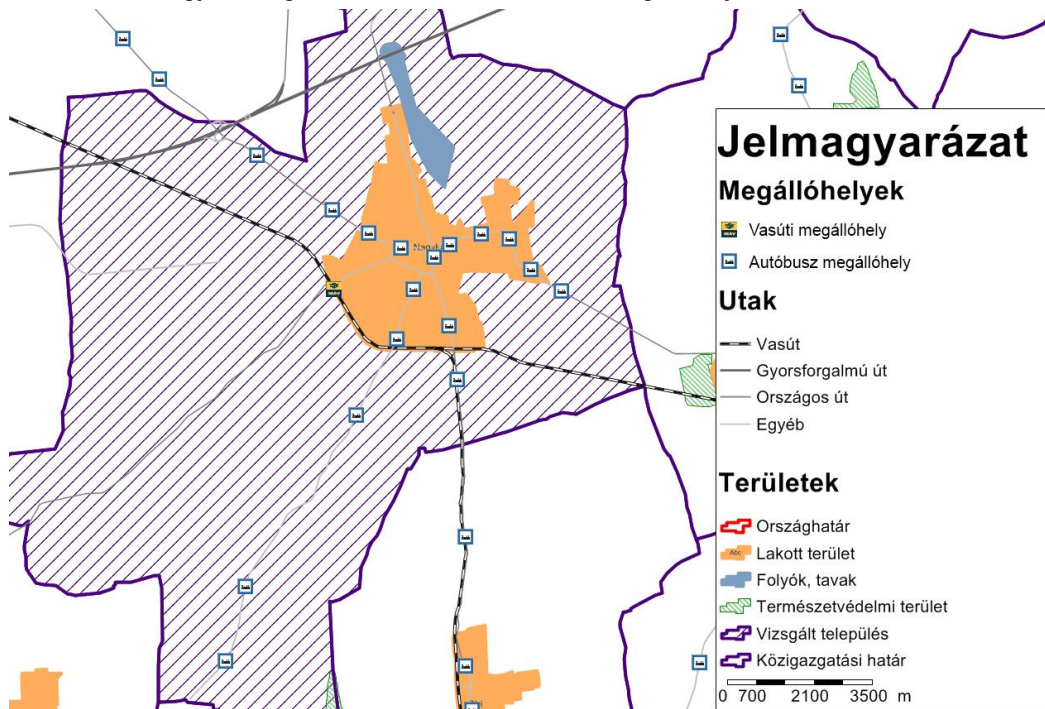 Jelmagyarázat
Megállóhelyek
Vasúti megállóhely
Autóbusz megállóhely
Utak
Vasút
Gyorsforgalmú út
Országos út
Egyéb
Területek
Országhatár
Abc Lakott terület
Folyók, tavak
Természetvédelmi terület
Vizsgált település
Közigazgatási határ
0 700 2100 3500 m